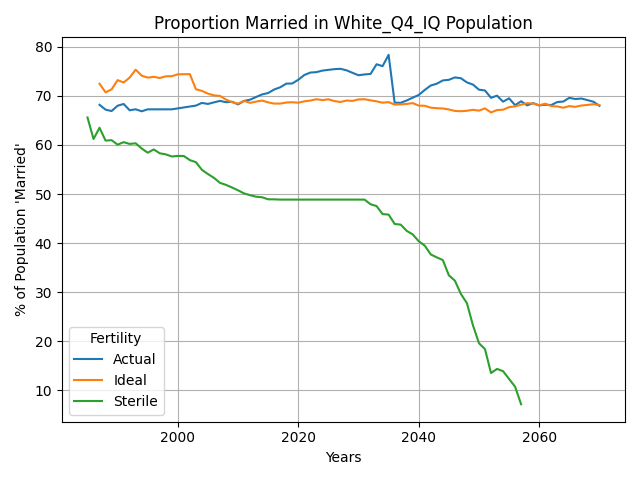 Proportion Married in White_Q4_IQ Population
% of Population 'Married'
80
70
60
50
40
30
20
10
Fertility
Actual
Ideal
Sterile
2000
2020
2040
2060
Years